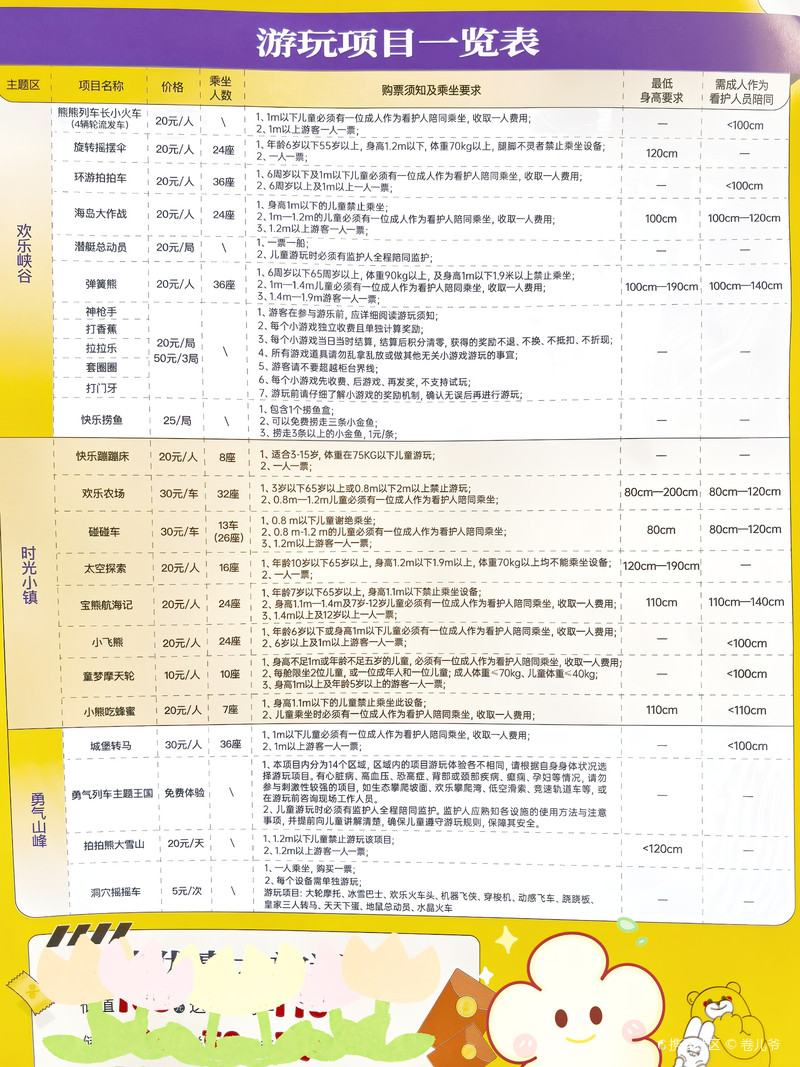 游玩项目一览表
主题区 项目名称 价格 乘坐人数 购票须知及乘坐要求 最低身高要求 需成人作为看护人员陪同
欢乐峡谷
熊熊列车长小火车 (4辆轮流发车) 20元/人 \ 1、1m以下儿童必须有一位成人作为看护人陪同乘坐, 收取一人费用; — <100cm
2、1m以上游客一人一票;
旋转摇摆伞 20元/人 24座 1、年龄6岁以下55岁以上, 身高1.2m以下, 体重70kg以上, 腿脚不灵者禁止乘坐设备; 120cm —
2、一人一票;
环游拍拍车 20元/人 36座 1、6周岁以下及1m以下儿童必须有一位成人作为看护人陪同乘坐, 收取一人费用; — <100cm
2、6周岁以上及1m以上一人一票;
海岛大作战 20元/人 24座 1、身高1m以下的儿童禁止乘坐; 100cm 100cm—120cm
2、1m—1.2m的儿童必须有一位成人作为看护人陪同乘坐, 收取一人费用;
3、1.2m以上游客一人一票;
潜艇总动员 20元/局 \ 1、一票一船; — —
2、儿童游玩时必须有监护人全程陪同监护;
弹簧熊 20元/人 36座 1、6周岁以下65周岁以上, 体重90kg以上, 及身高1m以下1.9米以上禁止乘坐; 100cm—190cm 100cm—140cm
2、1m—1.4m儿童必须有一位成人作为看护人陪同乘坐, 收取一人费用;
3、1.4m—1.9m游客一人一票;
神枪手
打香蕉
拉拉乐
套圈圈
打门牙
20元/局
50元/3局
\ 1、游客在参与游乐前, 应详细阅读游玩须知; — —
2、每个小游戏独立收费且单独计算奖励;
3、每个小游戏当日当时结算, 结算后积分清零, 获得的奖励不退、不换、不抵扣、不折现;
4、所有游戏道具请勿乱拿乱放或做其他无关小游戏游玩的事宜;
5、游客请不要超越柜台界线;
6、每个小游戏先收费、后游戏、再发奖, 不支持试玩;
7、游玩前请仔细了解小游戏的奖励机制, 确认无误后再进行游玩;
快乐捞鱼 25/局 \ 1、包含1个捞鱼盒; — —
2、可以免费捞走三条小金鱼;
3、捞走3条以上的小金鱼, 1元/条;
时光小镇
快乐蹦蹦床 20元/人 8座 1、适合3-15岁, 体重在75KG以下儿童游玩; — —
2、一人一票;
欢乐农场 30元/车 32座 1、3岁以下65岁以上或0.8m以下2m以上禁止游玩; 80cm—200cm 80cm—120cm
2、0.8m—1.2m儿童必须有一位成人作为看护人陪同乘坐;
碰碰车 30元/车 13车 (26座) 1、0.8 m以下儿童谢绝乘坐; 80cm 80cm—120cm
2、0.8 m-1.2 m的儿童必须有一位成人作为看护人陪同乘坐, 收取一人费用;
3、1.2m以上游客一人一票;
太空探索 20元/人 16座 1、年龄10岁以下65岁以上, 身高1.2m以下1.9m以上, 体重70kg以上均不能乘坐设备; 120cm—190cm —
2、一人一票;
宝熊航海记 20元/人 24座 1、年龄7岁以下65岁以上, 身高1.1m以下禁止乘坐设备; 110cm 110cm—140cm
2、身高1.1m—1.4m及7岁-12岁儿童必须有一位成人作为看护人陪同乘坐, 收取一人费用;
3、1.4m以上及12岁以上一人一票;
小飞熊 20元/人 24座 1、年龄6岁以下或身高1m以下儿童必须有一位成人作为看护人陪同乘坐, 收取一人费用; — <100cm
2、6岁以上及1m以上游客一人一票;
童梦摩天轮 10元/人 10座 1、身高不足1m或年龄不足五岁的儿童, 必须有一位成人作为看护人陪同乘坐, 收取一人费用; — <100cm
2、每舱限坐2位儿童, 或一位成年人和一位儿童; 成人体重≤70kg、儿童体重≤40kg;
3、身高1m以上及年龄5岁以上的游客一人一票;
小熊吃蜂蜜 20元/人 7座 1、身高1.1m以下的儿童禁止乘坐此设备; 110cm <110cm
2、儿童乘坐时必须有一位成人作为看护人陪同乘坐, 收取一人费用;
勇气山峰
城堡转马 30元/人 36座 1、1m以下儿童必须有一位成人作为看护人陪同乘坐, 收取一人费用; — <100cm
2、1m以上游客一人一票;
勇气列车主题王国 免费体验 \ 1、本项目内分为14个区域, 区域内的项目游玩体验各不相同, 请根据自身身体状况选 — —
择游玩项目。有心脏病、高血压、恐高症、背部或颈部疾病、癫痫、孕妇等情况, 请勿
参与刺激性较强的项目, 如生态攀爬坡面、欢乐攀爬湾、低空滑索、竞速轨道车等, 或
在游玩前咨询现场工作人员。
2、儿童游玩时必须有监护人全程陪同监护。监护人应熟知各设施的使用方法与注意
事项, 并提前向儿童讲解清楚, 确保儿童遵守游玩规则, 保障其安全。
拍拍熊大雪山 20元/天 \ 1、1.2m以下儿童禁止游玩该项目; <120cm —
2、1.2m以上游客一人一票;
洞穴摇摇车 5元/次 \ 1、一人乘坐, 购买一票; — —
2、每个设备需单独游玩;
游玩项目: 大轮摩托、冰雪巴士、欢乐火车头、机器飞侠、穿梭机、动感飞车、跷跷板、
皇家三人转马、天天下蛋、地鼠总动员、水晶火车
值直
© 卷儿爷